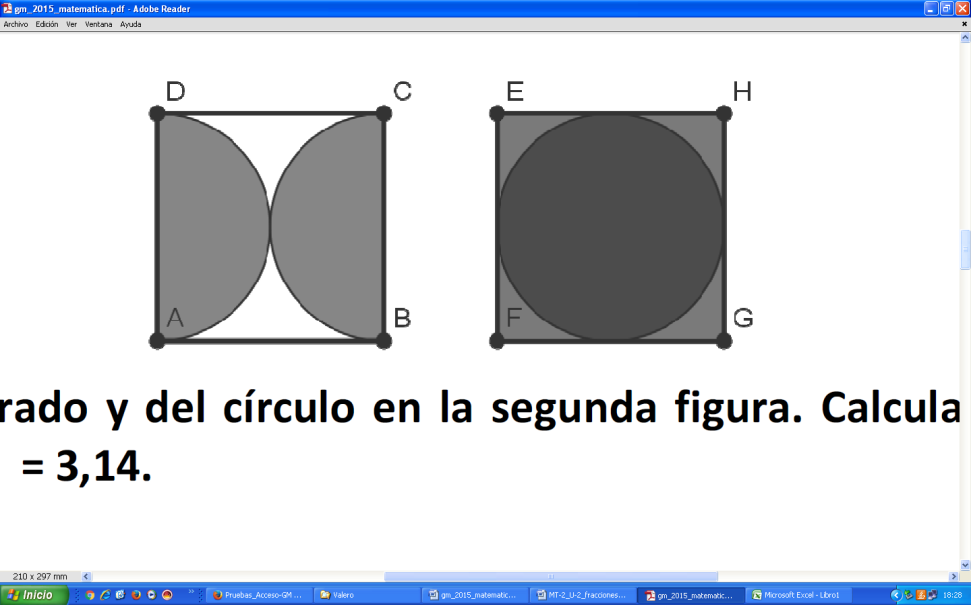 gm_2015_matematica.pdf - Adobe Reader
Archivo Edición Ver Ventana Ayuda
D C E H
A B F G
rado y del círculo en la segunda figura. Calcula
= 3,14.
210 x 297 mm
Inicio Pruebas_Acceso-GM ... Valero gm_2015_matematic... MT-2_U-2_fracciones... gm_2015_matematic... Microsoft Excel - Libro1 18:28